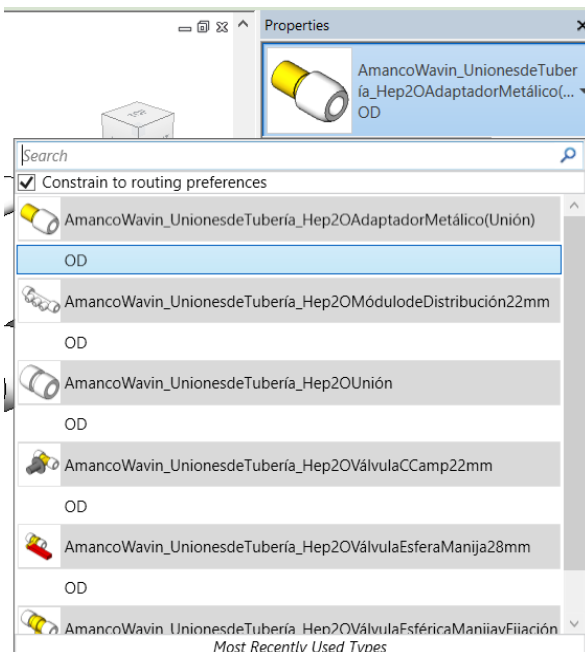 Properties
AmancoWavin_UnionesdeTuber
ía_Hep2OAdaptadorMetálico(...
OD
Search
Constrain to routing preferences
AmancoWavin_UnionesdeTubería_Hep2OAdaptadorMetálico(Unión)
OD
AmancoWavin_UnionesdeTubería_Hep2OMódulodeDistribución22mm
OD
AmancoWavin_UnionesdeTubería_Hep2OUnión
OD
AmancoWavin_UnionesdeTubería_Hep2OVálvulaCCamp22mm
OD
AmancoWavin_UnionesdeTubería_Hep2OVálvulaEsferaManija28mm
OD
AmancoWavin_UnionesdeTubería_Hep2OVálvulaEsféricaManijayFijación
Most Recently Used Types